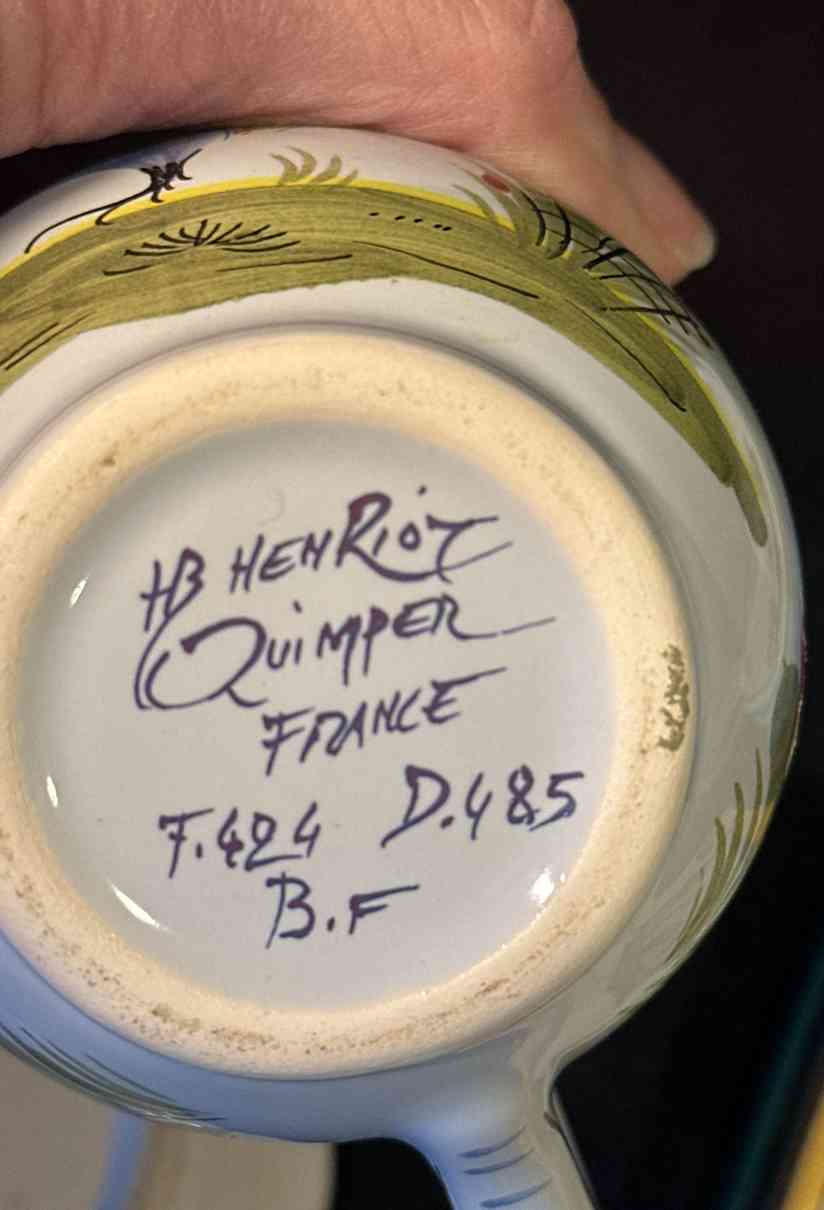 HB HENRIOT
QUIMPER
FRANCE
F.424 D.485
B.F